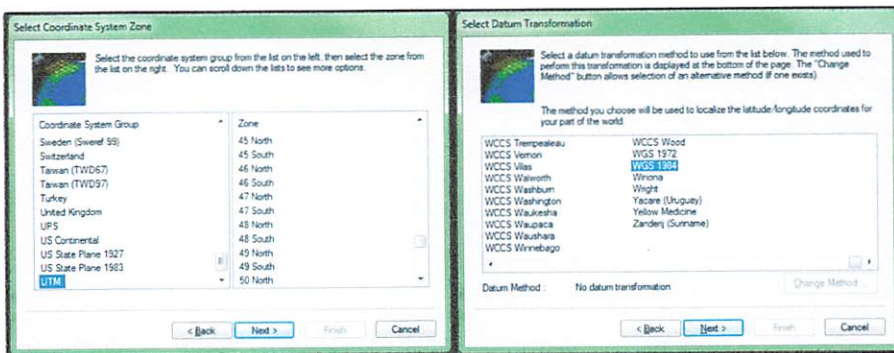 Select Coordinate System Zone
Select the coordinate system group from the list on the left, then select the zone from
the list on the right. You can scroll down the lists to see more options.
Coordinate System Group
Sweden (Sweref 99)
Switzerland
Taiwan (TWD67)
Taiwan (TWD97)
Turkey
United Kingdom
UPS
US Continental
US State Plane 1927
US State Plane 1983
UTM
Zone
45 North
45 South
46 North
46 South
47 North
47 South
48 North
48 South
49 North
49 South
50 North
< Back
Next >
Finish
Cancel
Select Datum Transformation
Select a datum transformation method to use from the list below. The method used to
perform this transformation is displayed at the bottom of the page. The "Change
Method" button allows selection of an alternative method (if one exists).
The method you choose will be used to localize the latitude/longitude coordinates for
your part of the world.
WCCS Trempealeau
WCCS Vernon
WCCS Vilas
WCCS Walworth
WCCS Washburn
WCCS Washington
WCCS Waukesha
WCCS Waupaca
WCCS Waushara
WCCS Winnebago
WCCS Wood
WGS 1972
WGS 1984
Winona
Wright
Yacare (Uruguay)
Yellow Medicine
Zanderij (Suriname)
Datum Method :
No datum transformation
Change Method ...
< Back
Next >
Finish
Cancel